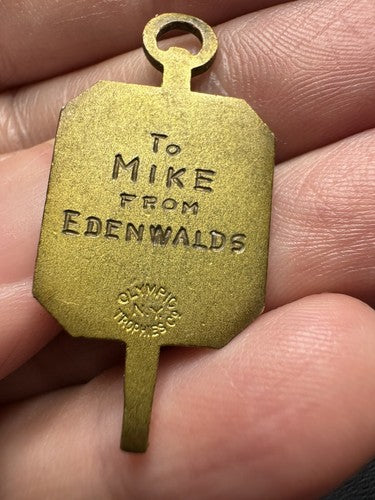 To
MIKE
FROM
EDENWALDS
OLYMPIC
N.Y.
TROPHIES CO